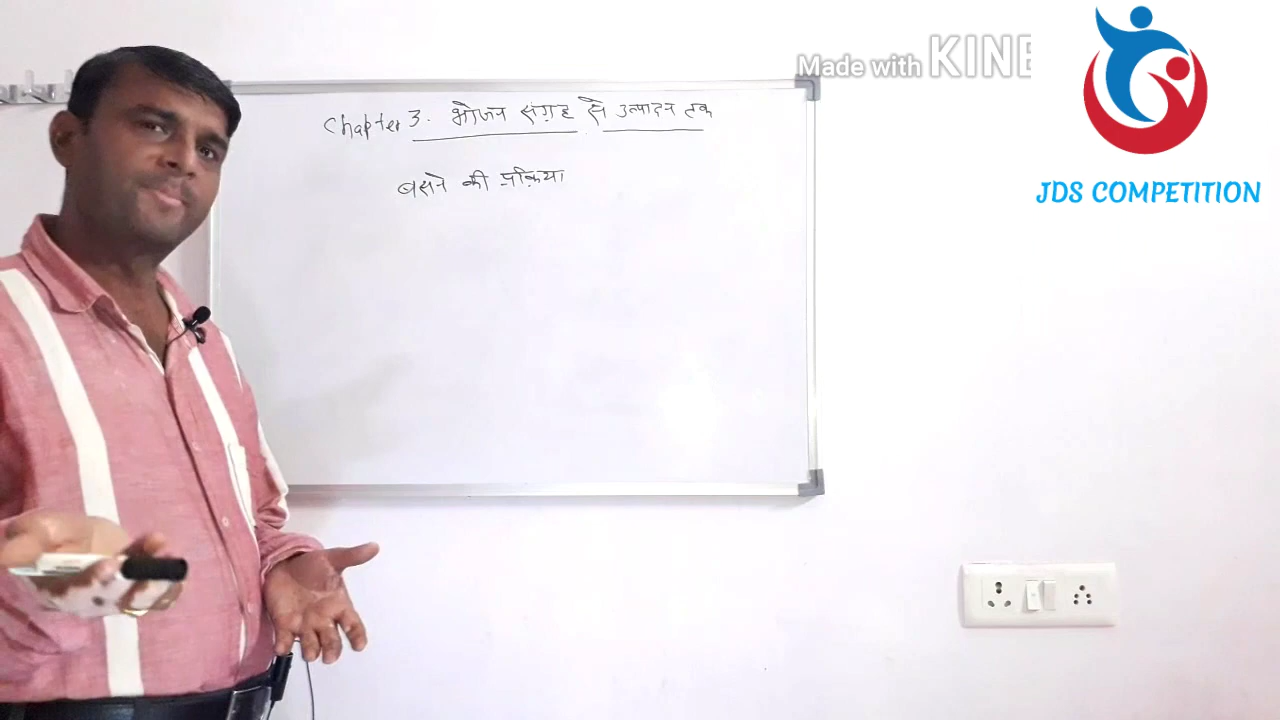 Made with KINE
Chapter 3. भोजन संग्रह से उत्पादन तक
बसने की प्रक्रिया
JDS COMPETITION